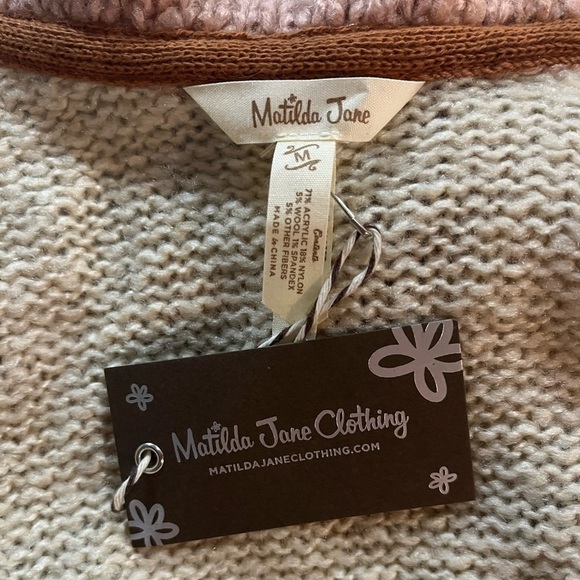 Matilda Jane
M
Contents
71% ACRYLIC 18% NYLON
5% WOOL 1% SPANDEX
5% OTHER FIBERS
MADE in CHINA
Matilda Jane Clothing
MATILDAJANECLOTHING.COM